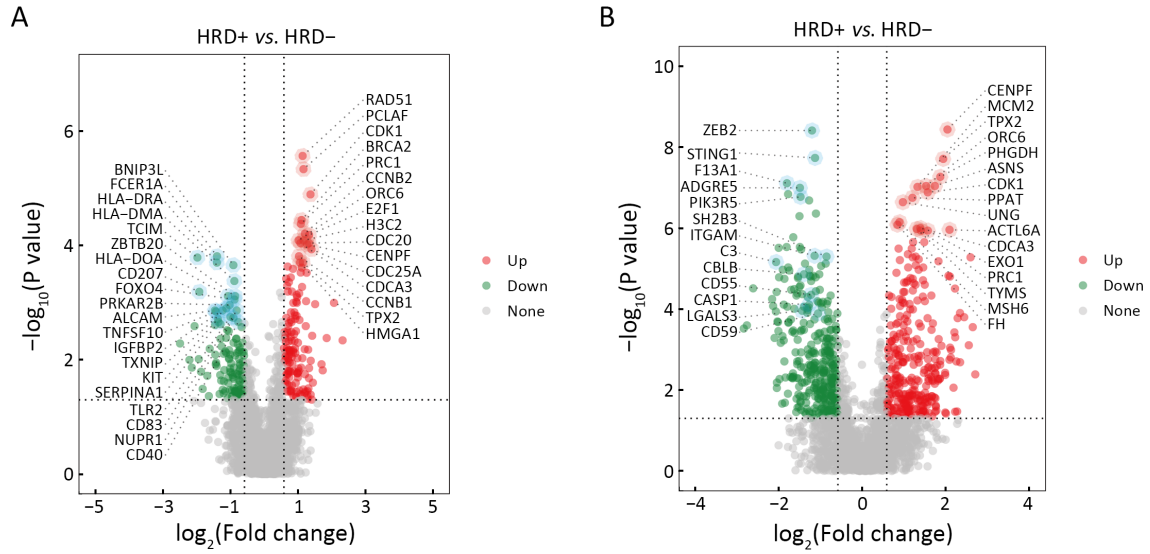 A
HRD+ vs. HRD−
−log10(P value)
6
4
2
0
BNIP3L
FCER1A
HLA−DRA
HLA−DMA
TCIM
ZBTB20
HLA−DOA
CD207
FOXO4
PRKAR2B
ALCAM
TNFSF10
IGFBP2
TXNIP
KIT
SERPINA1
TLR2
CD83
NUPR1
CD40
RAD51
PCLAF
CDK1
BRCA2
PRC1
CCNB2
ORC6
E2F1
H3C2
CDC20
CENPF
CDC25A
CDCA3
CCNB1
TPX2
HMGA1
Up
Down
None
−5 −3 −1 1 3 5
log2(Fold change)
B
HRD+ vs. HRD−
−log10(P value)
10
8
6
4
2
0
ZEB2
STING1
F13A1
ADGRE5
PIK3R5
SH2B3
ITGAM
C3
CBLB
CD55
CASP1
LGALS3
CD59
CENPF
MCM2
TPX2
ORC6
PHGDH
ASNS
CDK1
PPAT
UNG
ACTL6A
CDCA3
EXO1
PRC1
TYMS
MSH6
FH
Up
Down
None
−4 −2 0 2 4
log2(Fold change)